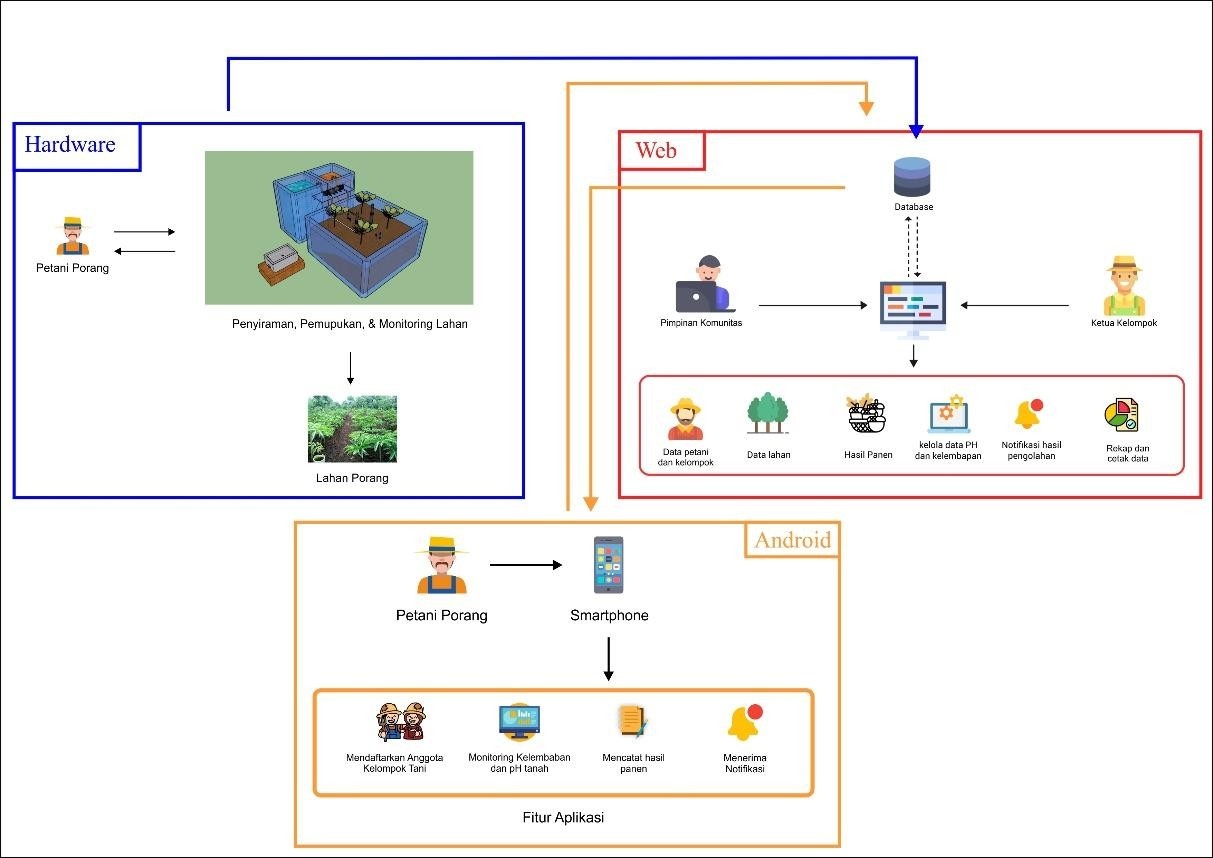 Hardware
Petani Porang
Penyiraman, Pemupukan, & Monitoring Lahan
Lahan Porang
Web
Database
Pimpinan Komunitas
Ketua Kelompok
Data petani
dan kelompok
Data lahan
Hasil Panen
kelola data PH
dan kelembapan
Notifikasi hasil
pengolahan
Rekap dan
cetak data
Android
Petani Porang
Smartphone
Mendaftarkan Anggota
Kelompok Tani
Monitoring Kelembaban
dan pH tanah
Mencatat hasil
panen
Menerima
Notifikasi
Fitur Aplikasi